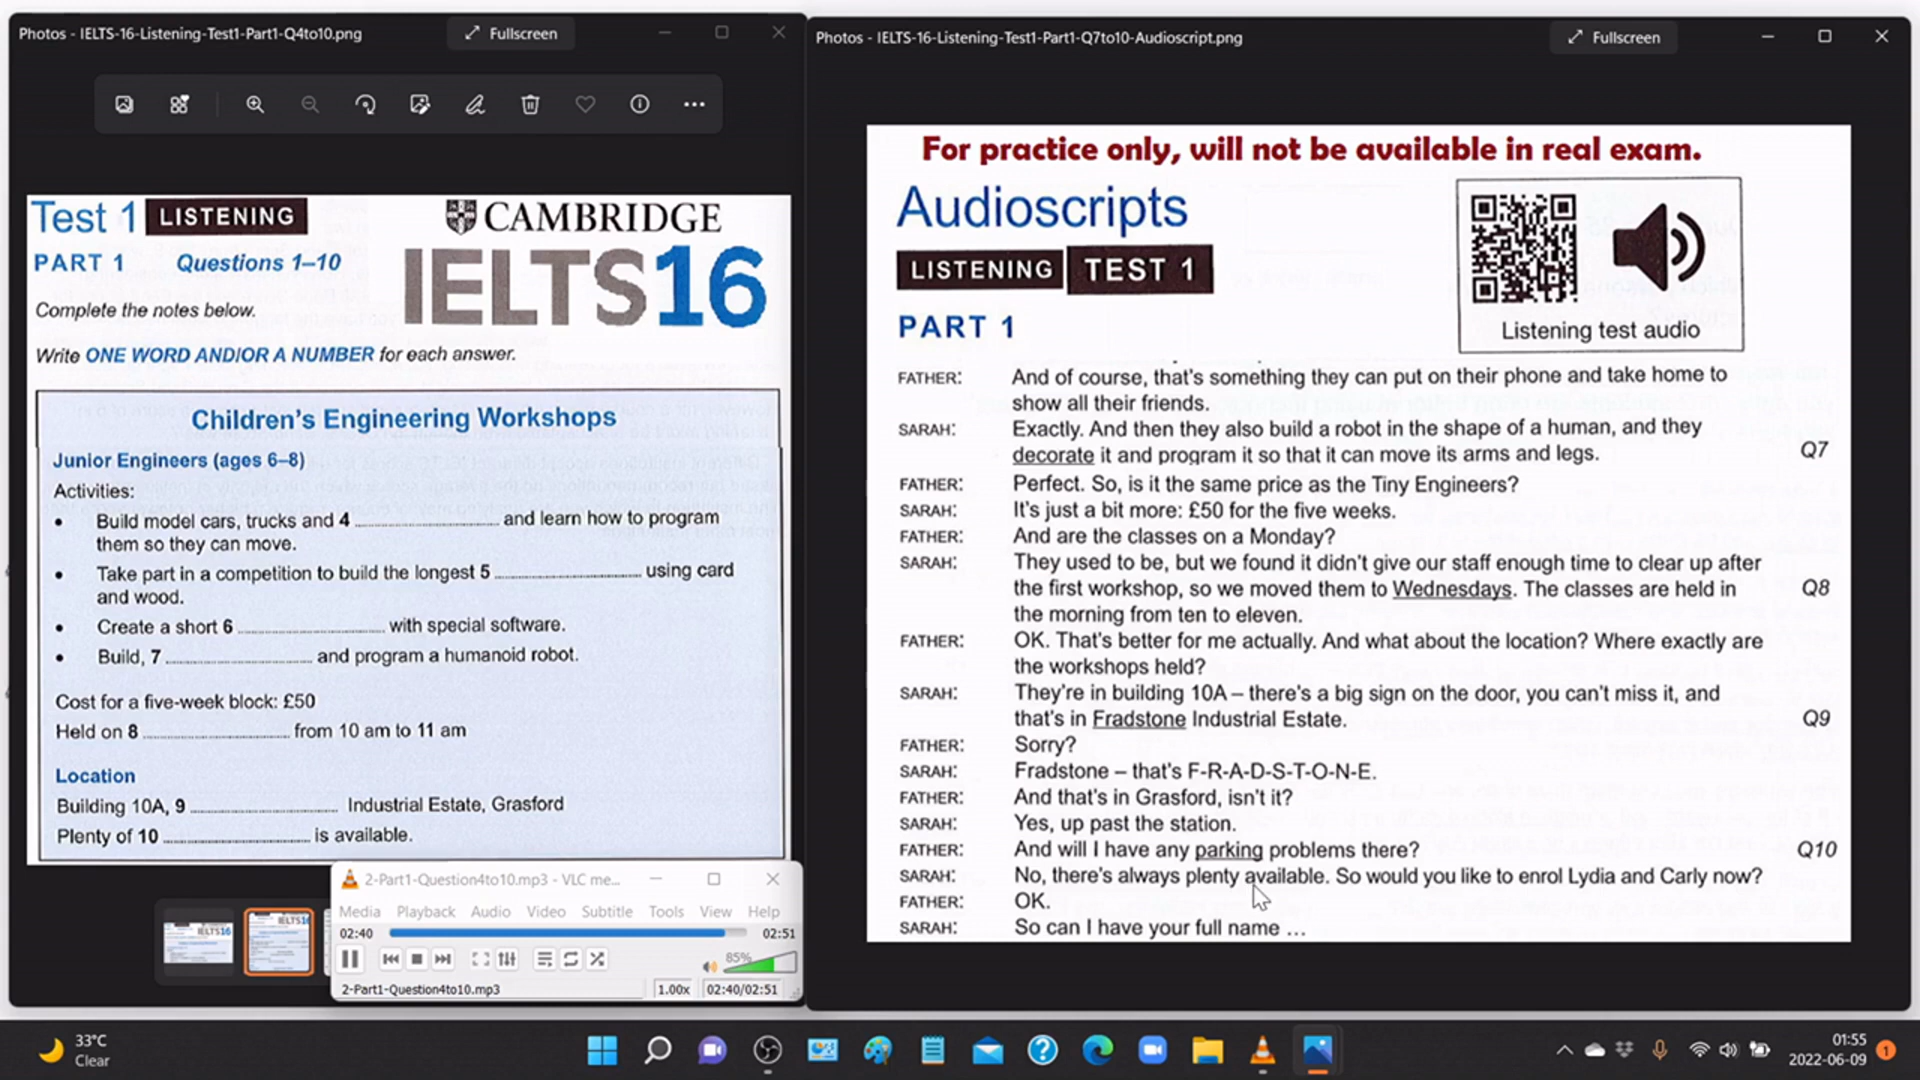 Photos - IELTS-16-Listening-Test1-Part1-Q4to10.png
Fullscreen
Test 1 LISTENING
CAMBRIDGE
IELTS16
PART 1 Questions 1–10
Complete the notes below.
Write ONE WORD AND/OR A NUMBER for each answer.
Children's Engineering Workshops
Junior Engineers (ages 6–8)
Activities:
• Build model cars, trucks and 4 ........................ and learn how to program
them so they can move.
• Take part in a competition to build the longest 5 ........................ using card
and wood.
• Create a short 6 ........................ with special software.
• Build, 7 ........................ and program a humanoid robot.
Cost for a five-week block: £50
Held on 8 ........................ from 10 am to 11 am
Location
Building 10A, 9 ........................ Industrial Estate, Grasford
Plenty of 10 ........................ is available.
2-Part1-Question4to10.mp3 - VLC me...
Media Playback Audio Video Subtitle Tools View Help
02:40 02:51
85%
2-Part1-Question4to10.mp3 1.00x 02:40/02:51
Photos - IELTS-16-Listening-Test1-Part1-Q7to10-Audioscript.png
Fullscreen
For practice only, will not be available in real exam.
Audioscripts
LISTENING TEST 1
PART 1
Listening test audio
FATHER: And of course, that's something they can put on their phone and take home to
show all their friends.
SARAH: Exactly. And then they also build a robot in the shape of a human, and they
decorate it and program it so that it can move its arms and legs. Q7
FATHER: Perfect. So, is it the same price as the Tiny Engineers?
SARAH: It's just a bit more: £50 for the five weeks.
FATHER: And are the classes on a Monday?
SARAH: They used to be, but we found it didn't give our staff enough time to clear up after
the first workshop, so we moved them to Wednesdays. The classes are held in Q8
the morning from ten to eleven.
FATHER: OK. That's better for me actually. And what about the location? Where exactly are
the workshops held?
SARAH: They're in building 10A – there's a big sign on the door, you can't miss it, and
that's in Fradstone Industrial Estate. Q9
FATHER: Sorry?
SARAH: Fradstone – that's F-R-A-D-S-T-O-N-E.
FATHER: And that's in Grasford, isn't it?
SARAH: Yes, up past the station.
FATHER: And will I have any parking problems there? Q10
SARAH: No, there's always plenty available. So would you like to enrol Lydia and Carly now?
FATHER: OK.
SARAH: So can I have your full name ...
33°C
Clear
01:55
2022-06-09
1